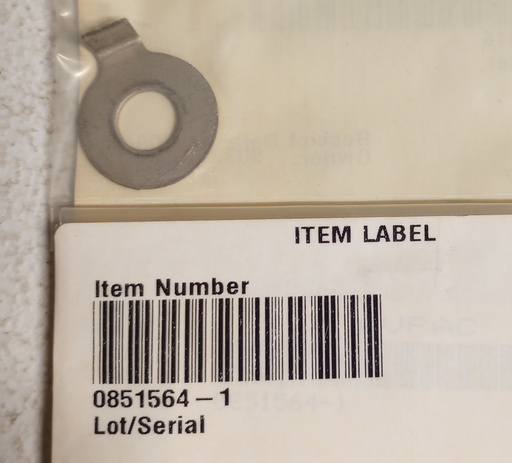 ITEM LABEL
Item Number
0851564-1
Lot/Serial